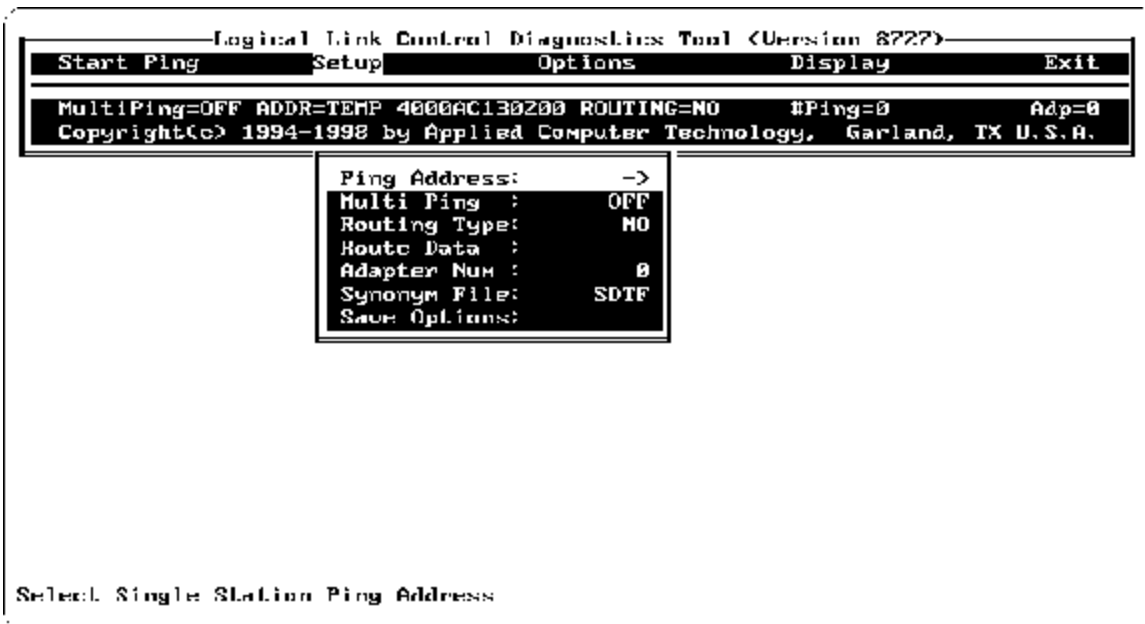 Logical Link Control Diagnostics Tool (Version 8727)
Start Ping Setup Options Display Exit
MultiPing=OFF ADDR=TEMP 4000AC130200 ROUTING=NO #Ping=0 Adp=0
Copyright(c) 1994-1998 by Applied Computer Technology, Garland, TX U.S.A.
Ping Address: ->
Multi Ping : OFF
Routing Type: NO
Route Data :
Adapter Num : 0
Synonym File: SDTF
Save Options:
Select Single Station Ping Address